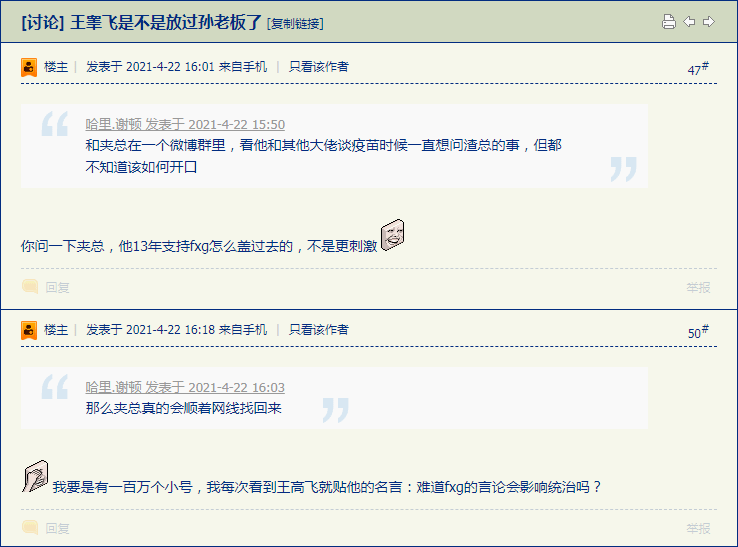 [讨论] 王睾飞是不是放过孙老板了 [复制链接]
楼主 | 发表于 2021-4-22 16:01 来自手机 | 只看该作者 47#
哈里.谢顿 发表于 2021-4-22 15:50
和夹总在一个微博群里，看他和其他大佬谈疫苗时候一直想问渣总的事，但都
不知道该如何开口
你问一下夹总，他13年支持fxg怎么盖过去的，不是更刺激
回复 举报
楼主 | 发表于 2021-4-22 16:18 来自手机 | 只看该作者 50#
哈里.谢顿 发表于 2021-4-22 16:03
那么夹总真的会顺着网线找回来
我要是有一百万个小号，我每次看到王高飞就贴他的名言：难道fxg的言论会影响统治吗？
回复 举报